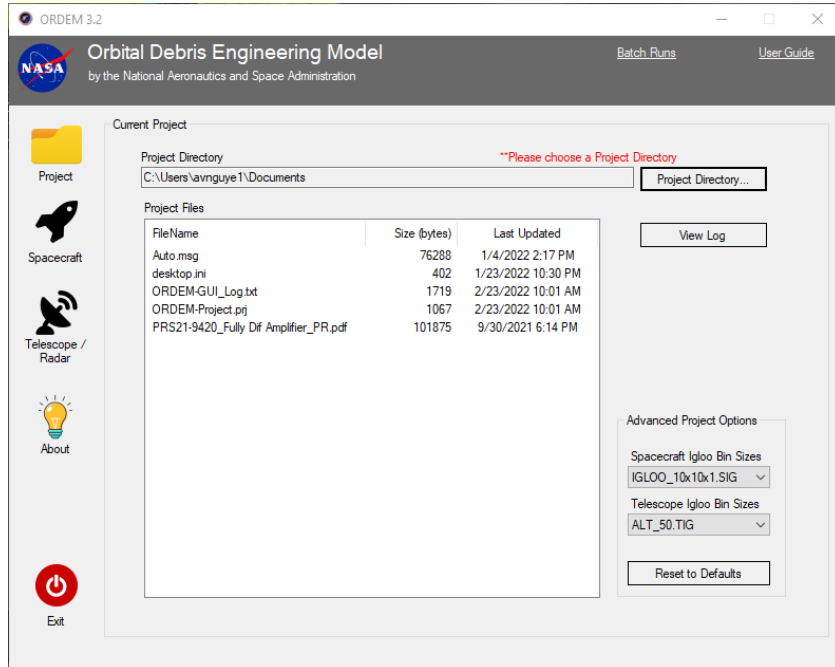 ORDEM 3.2
NASA
Orbital Debris Engineering Model
by the National Aeronautics and Space Administration
Batch Runs
User Guide
Project
Spacecraft
Telescope /
Radar
About
Exit
Current Project
Project Directory
**Please choose a Project Directory
C:\Users\avnguye1\Documents
Project Directory...
Project Files
View Log
FileName Size (bytes) Last Updated
Auto.msg 76288 1/4/2022 2:17 PM
desktop.ini 402 1/23/2022 10:30 PM
ORDEM-GUI_Log.txt 1719 2/23/2022 10:01 AM
ORDEM-Project.prj 1067 2/23/2022 10:01 AM
PRS21-9420_Fully Dif Amplifier_PR.pdf 101875 9/30/2021 6:14 PM
Advanced Project Options
Spacecraft Igloo Bin Sizes
IGLOO_10x10x1.SIG
Telescope Igloo Bin Sizes
ALT_50.TIG
Reset to Defaults